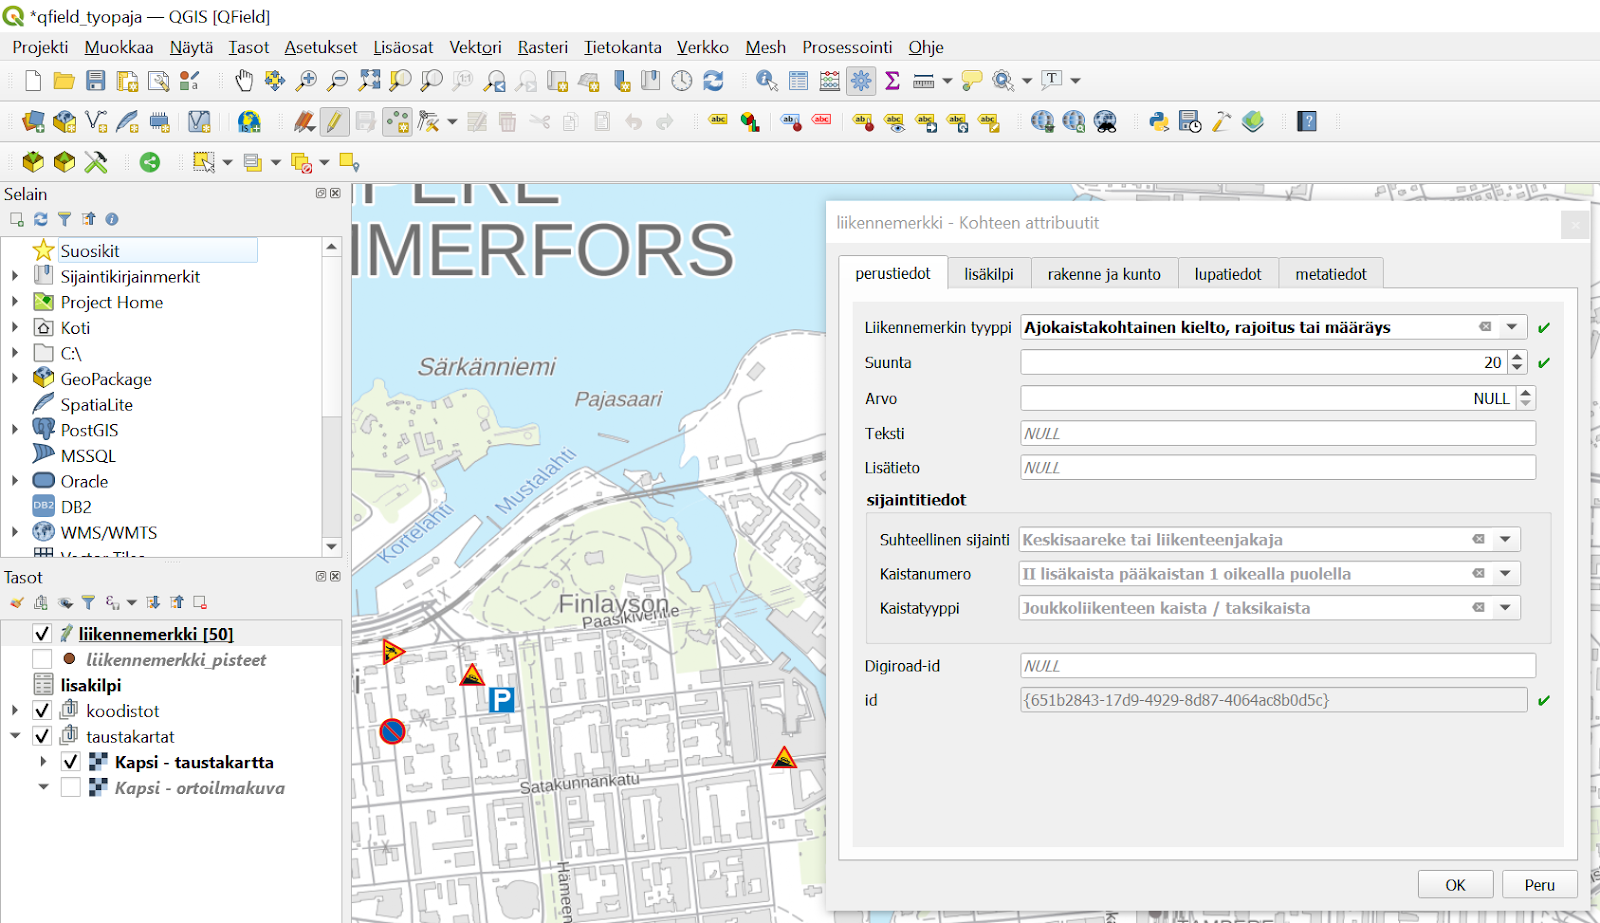 *qfield_tyopaja — QGIS [QField]
Projekti Muokkaa Näytä Tasot Asetukset Lisäosat Vektori Rasteri Tietokanta Verkko Mesh Prosessointi Ohje
Selain
Suosikit
Sijaintikirjainmerkit
Project Home
Koti
C:\
GeoPackage
SpatiaLite
PostGIS
MSSQL
Oracle
DB2
WMS/WMTS
Vector Tiles
Tasot
liikennemerkki [50]
liikennemerkki_pisteet
lisakilpi
koodistot
taustakartat
Kapsi - taustakartta
Kapsi - ortoilmakuva
PERE
MMERFORS
Särkänniemi
Pajasaari
Mustalahti
Kortelahti
Finlayson
Paasikiventie
P
Satakunnankatu
Hämeen
TAMPERE
liikennemerkki - Kohteen attribuutit
perustiedot lisäkilpi rakenne ja kunto lupatiedot metatiedot
Liikennemerkin tyyppi Ajokaistakohtainen kielto, rajoitus tai määräys
Suunta 20
Arvo NULL
Teksti NULL
Lisätieto NULL
sijaintitiedot
Suhteellinen sijainti Keskisaareke tai liikenteenjakaja
Kaistanumero II lisäkaista pääkaistan 1 oikealla puolella
Kaistatyyppi Joukkoliikenteen kaista / taksikaista
Digiroad-id NULL
id {651b2843-17d9-4929-8d87-4064ac8b0d5c}
OK Peru